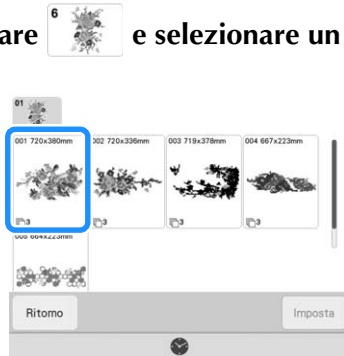 are 6 e selezionare un
01
001 720x380mm 002 720x336mm 003 719x378mm 004 667x223mm
3 3 3 3
005 664x223mm
Ritorno Imposta